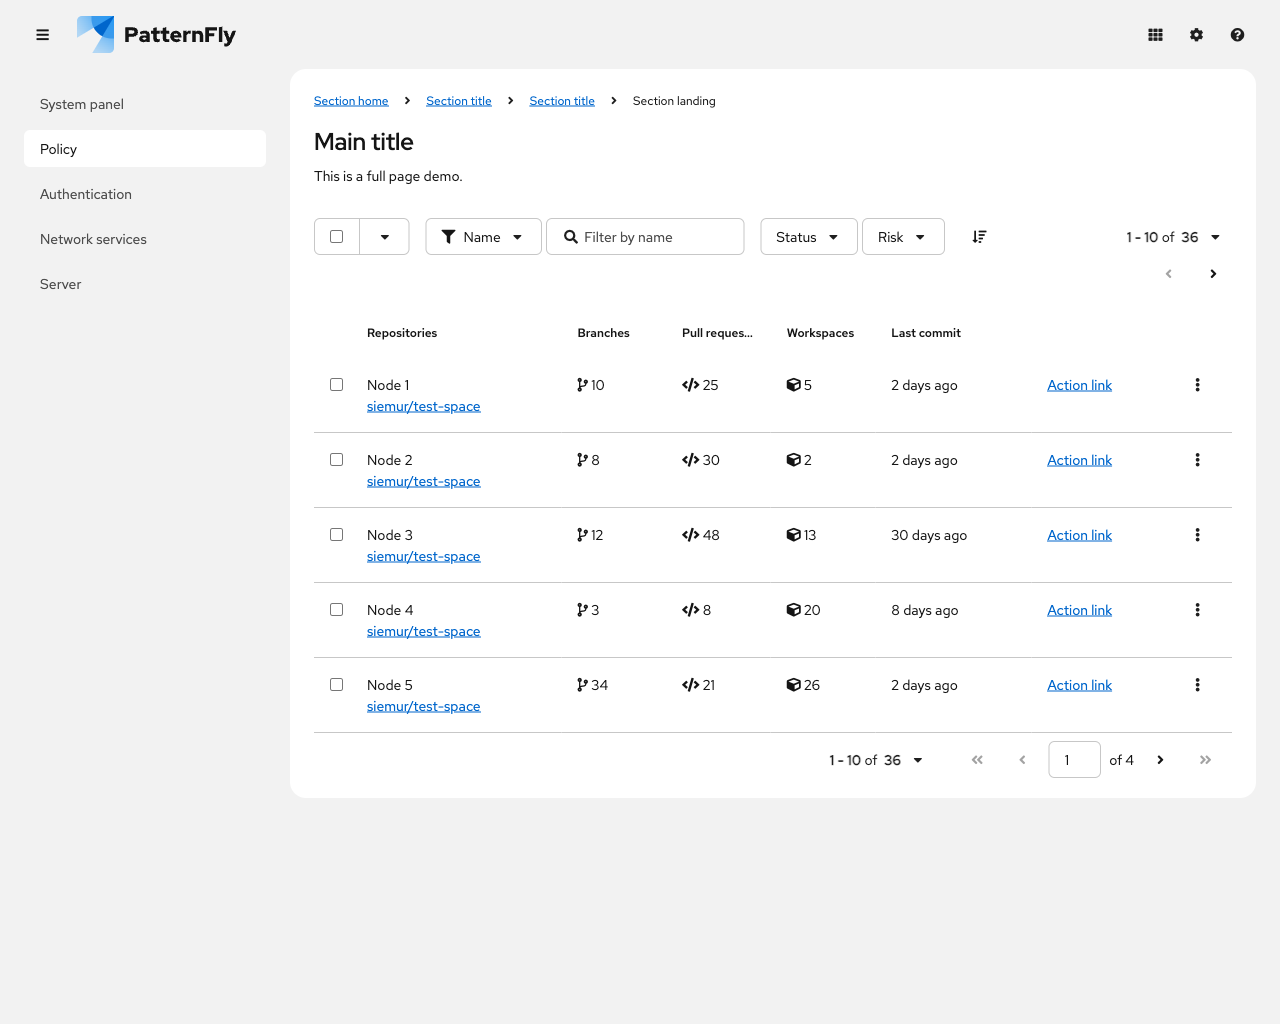 PatternFly
System panel
Policy
Authentication
Network services
Server
Section home Section title Section title Section landing
Main title
This is a full page demo.
Name Filter by name Status Risk 1 - 10 of 36
Repositories Branches Pull reques... Workspaces Last commit
Node 1 10 25 5 2 days ago Action link
siemur/test-space
Node 2 8 30 2 2 days ago Action link
siemur/test-space
Node 3 12 48 13 30 days ago Action link
siemur/test-space
Node 4 3 8 20 8 days ago Action link
siemur/test-space
Node 5 34 21 26 2 days ago Action link
siemur/test-space
1 - 10 of 36 1 of 4